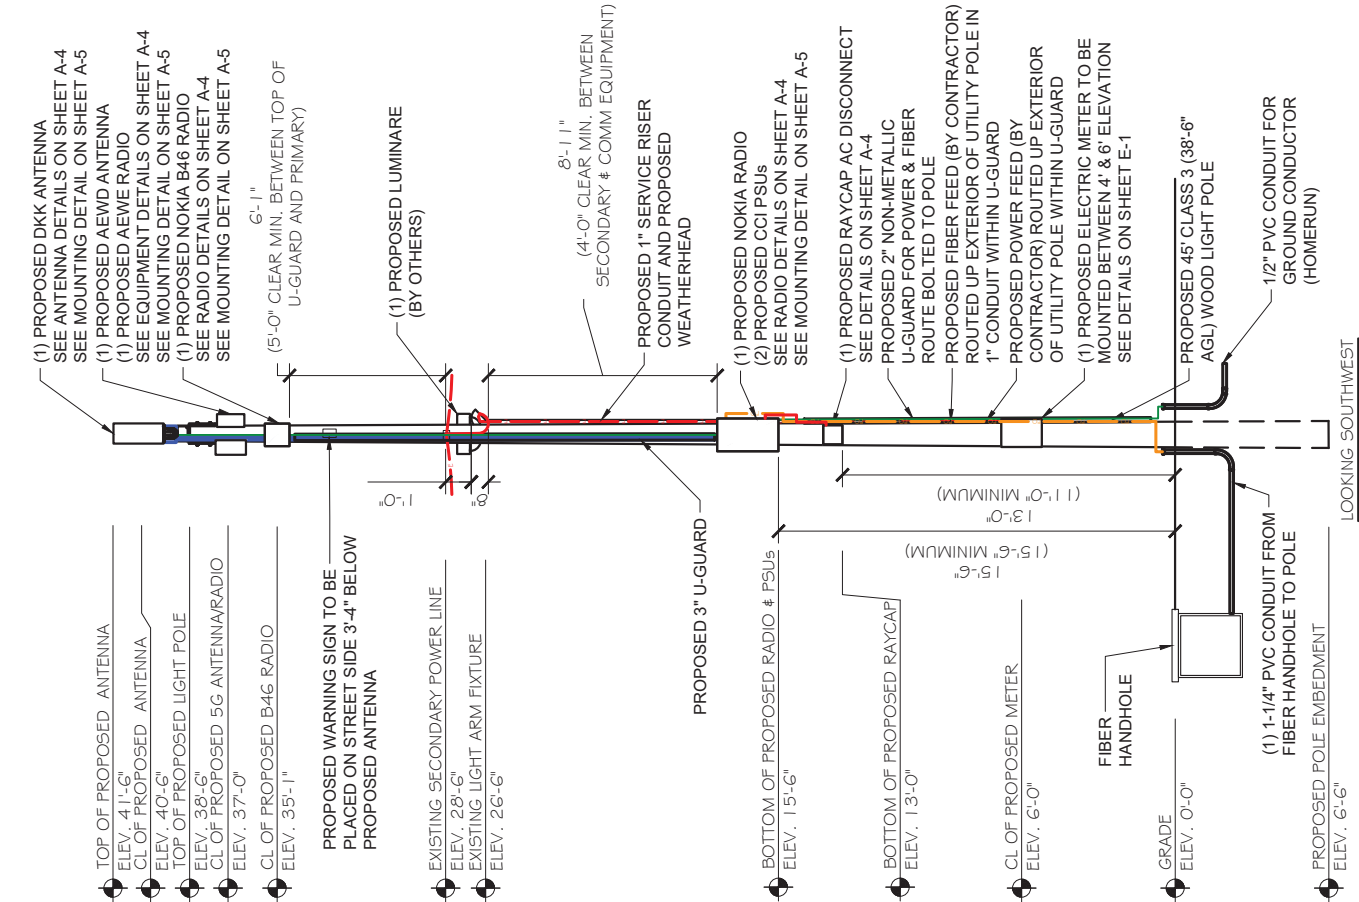 (1) PROPOSED DKK ANTENNA
SEE ANTENNA DETAILS ON SHEET A-4
SEE MOUNTING DETAIL ON SHEET A-5
(1) PROPOSED AEWD ANTENNA
(1) PROPOSED AEWE RADIO
SEE EQUIPMENT DETAILS ON SHEET A-4
SEE MOUNTING DETAIL ON SHEET A-5
(1) PROPOSED NOKIA B46 RADIO
SEE RADIO DETAILS ON SHEET A-4
SEE MOUNTING DETAIL ON SHEET A-5
6'-1"
(5'-0" CLEAR MIN. BETWEEN TOP OF
U-GUARD AND PRIMARY)
(1) PROPOSED LUMINARE
(BY OTHERS)
8'-11"
(4'-0" CLEAR MIN. BETWEEN
SECONDARY & COMM EQUIPMENT)
PROPOSED 1" SERVICE RISER
CONDUIT AND PROPOSED
WEATHERHEAD
(1) PROPOSED NOKIA RADIO
(2) PROPOSED CCI PSUs
SEE RADIO DETAILS ON SHEET A-4
SEE MOUNTING DETAIL ON SHEET A-5
(1) PROPOSED RAYCAP AC DISCONNECT
SEE DETAILS ON SHEET A-4
PROPOSED 2" NON-METALLIC
U-GUARD FOR POWER & FIBER
ROUTE BOLTED TO POLE
PROPOSED FIBER FEED (BY CONTRACTOR)
ROUTED UP EXTERIOR OF UTILITY POLE IN
1" CONDUIT WITHIN U-GUARD
PROPOSED POWER FEED (BY
CONTRACTOR) ROUTED UP EXTERIOR
OF UTILITY POLE WITHIN U-GUARD
(1) PROPOSED ELECTRIC METER TO BE
MOUNTED BETWEEN 4' & 6' ELEVATION
SEE DETAILS ON SHEET E-1
PROPOSED 45' CLASS 3 (38'-6"
AGL) WOOD LIGHT POLE
1/2" PVC CONDUIT FOR
GROUND CONDUCTOR
(HOMERUN)
1'-0"
8"
13'-0"
(11'-0" MINIMUM)
15'-6"
(15'-6" MINIMUM)
PROPOSED WARNING SIGN TO BE
PLACED ON STREET SIDE 3'-4" BELOW
PROPOSED ANTENNA
PROPOSED 3" U-GUARD
FIBER
HANDHOLE
(1) 1-1/4" PVC CONDUIT FROM
FIBER HANDHOLE TO POLE
TOP OF PROPOSED ANTENNA
ELEV. 41'-6"
CL OF PROPOSED ANTENNA
ELEV. 40'-6"
TOP OF PROPOSED LIGHT POLE
ELEV. 38'-6"
CL OF PROPOSED 5G ANTENNA/RADIO
ELEV. 37'-0"
CL OF PROPOSED B46 RADIO
ELEV. 35'-1"
EXISTING SECONDARY POWER LINE
ELEV. 28'-6"
EXISTING LIGHT ARM FIXTURE
ELEV. 26'-6"
BOTTOM OF PROPOSED RADIO & PSUs
ELEV. 15'-6"
BOTTOM OF PROPOSED RAYCAP
ELEV. 13'-0"
CL OF PROPOSED METER
ELEV. 6'-0"
GRADE
ELEV. 0'-0"
PROPOSED POLE EMBEDMENT
ELEV. 6'-6"
LOOKING SOUTHWEST